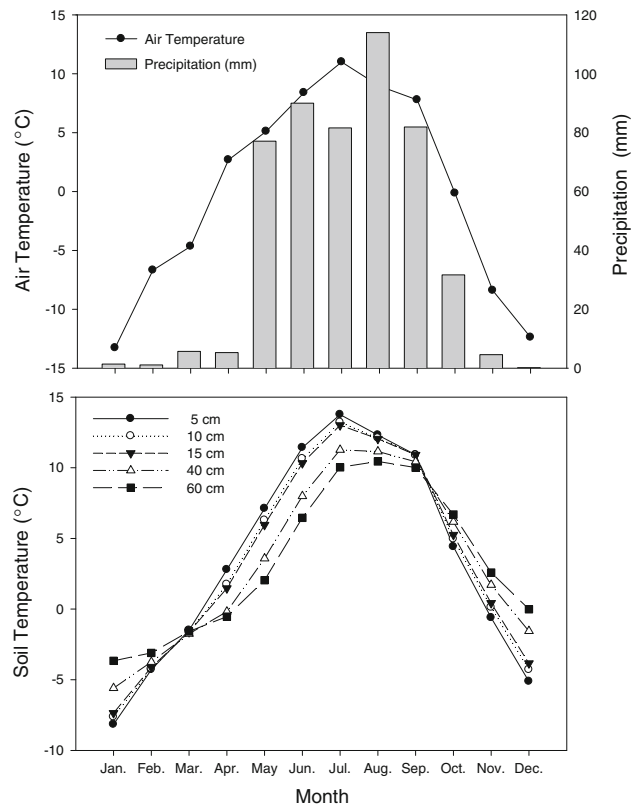 15
10
5
0
-5
-10
-15
Air Temperature (°C)
Air Temperature
Precipitation (mm)
120
100
80
60
40
20
0
Precipitation (mm)
15
10
5
0
-5
-10
Soil Temperature (°C)
5 cm
10 cm
15 cm
40 cm
60 cm
Jan. Feb. Mar. Apr. May Jun. Jul. Aug. Sep. Oct. Nov. Dec.
Month